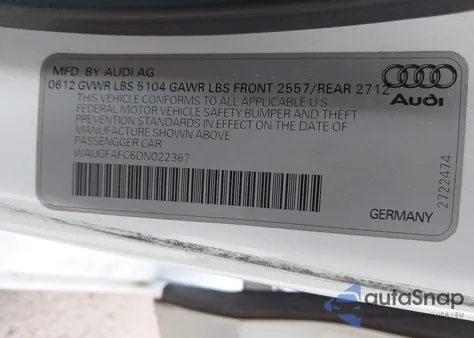 MFD. BY AUDI AG
0612 GVWR LBS 5104 GAWR LBS FRONT 2557/REAR 2712
THIS VEHICLE CONFORMS TO ALL APPLICABLE U.S.
FEDERAL MOTOR VEHICLE SAFETY BUMPER AND THEFT
PREVENTION STANDARDS IN EFFECT ON THE DATE OF
MANUFACTURE SHOWN ABOVE
PASSENGGER CAR
WAUGFAFC6DN022367
Audi
2722474
GERMANY
autoSnap